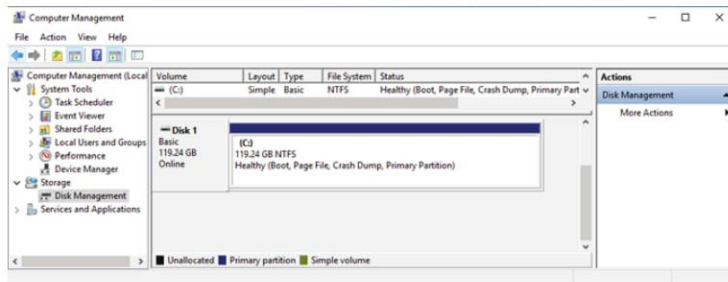 Computer Management
File Action View Help
Computer Management (Local
System Tools
Task Scheduler
Event Viewer
Shared Folders
Local Users and Groups
Performance
Device Manager
Storage
Disk Management
Services and Applications
Volume Layout Type File System Status
(C:) Simple Basic NTFS Healthy (Boot, Page File, Crash Dump, Primary Part
Disk 1
Basic
119.24 GB
Online
(C:)
119.24 GB NTFS
Healthy (Boot, Page File, Crash Dump, Primary Partition)
Unallocated Primary partition Simple volume
Actions
Disk Management
More Actions